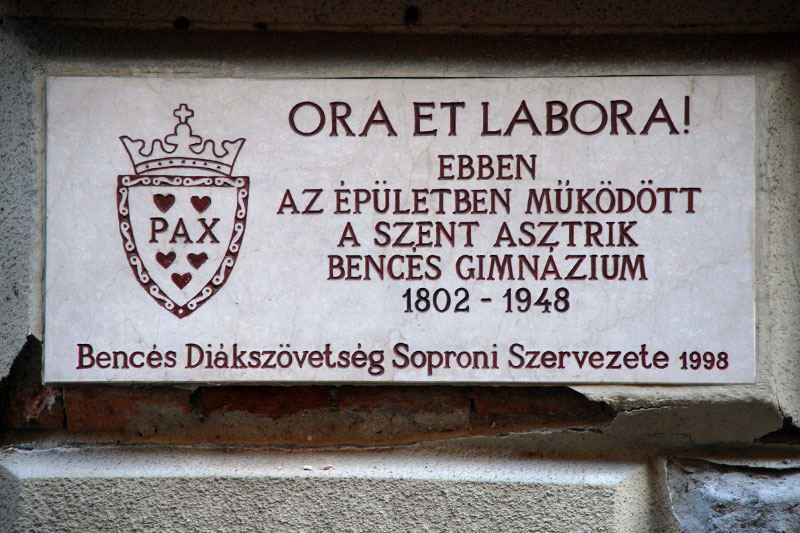 PAX
ORA ET LABORA!
EBBEN
AZ ÉPÜLETBEN MŰKÖDÖTT
A SZENT ASZTRIK
BENCÉS GIMNÁZIUM
1802 - 1948
Bencés Diákszövetség Soproni Szervezete 1998